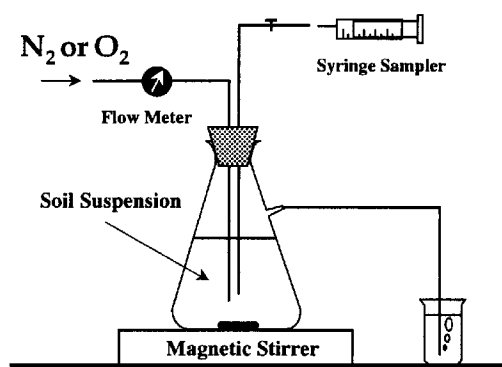 N₂ or O₂
Syringe Sampler
Flow Meter
Soil Suspension
Magnetic Stirrer